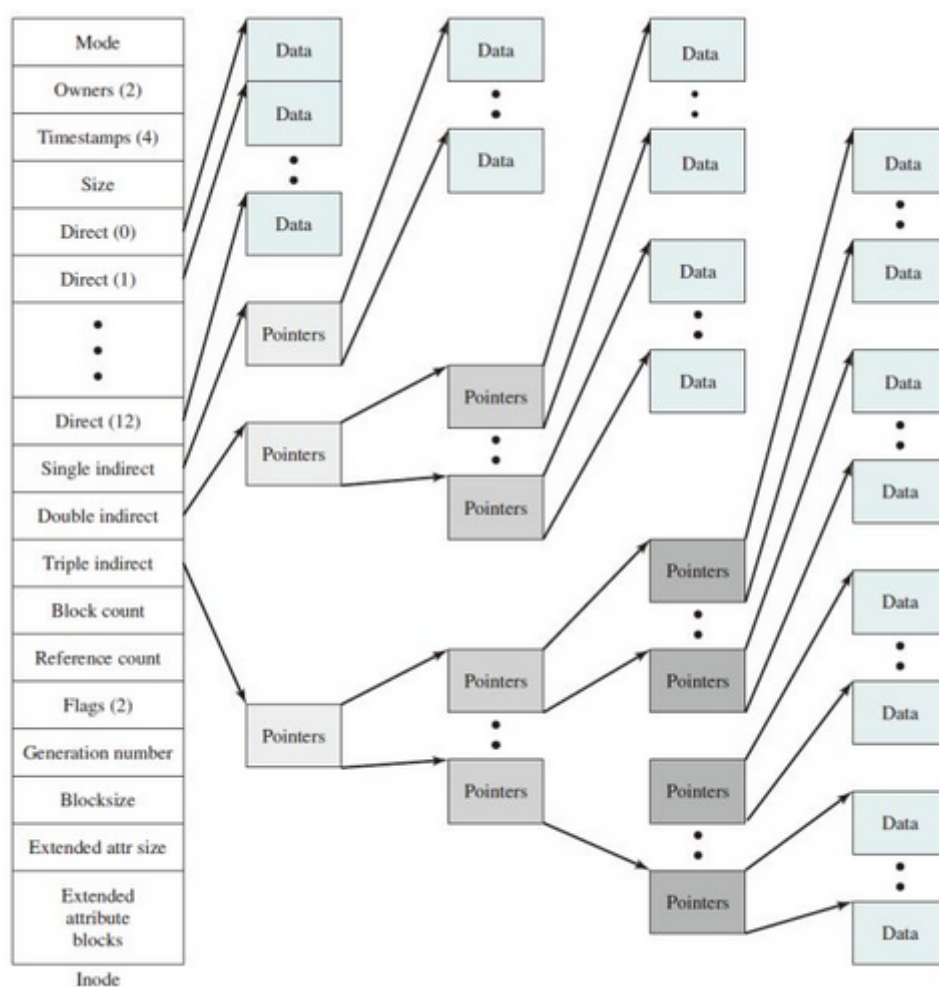 Mode
Owners (2)
Timestamps (4)
Size
Direct (0)
Direct (1)
Direct (12)
Single indirect
Double indirect
Triple indirect
Block count
Reference count
Flags (2)
Generation number
Blocksize
Extended attr size
Extended
attribute
blocks
Inode
Data
Data
Data
Pointers
Pointers
Pointers
Data
Data
Pointers
Pointers
Pointers
Pointers
Data
Data
Data
Data
Pointers
Pointers
Pointers
Pointers
Data
Data
Data
Data
Data
Data
Data
Data